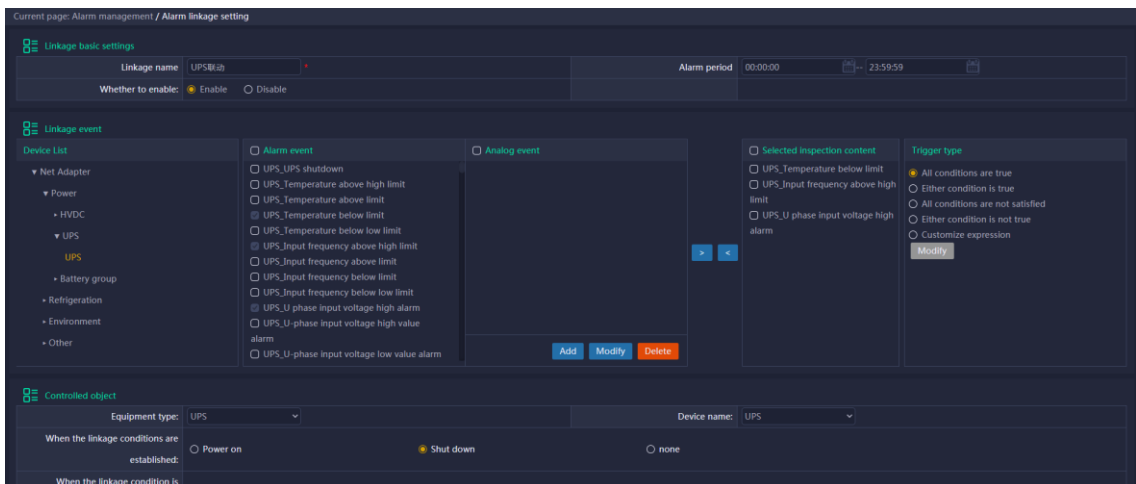 Current page: Alarm management / Alarm linkage setting
Linkage basic settings
Linkage name UPS联动 * Alarm period 00:00:00 -- 23:59:59
Whether to enable: Enable Disable
Linkage event
Device List
Net Adapter
Power
HVDC
UPS
UPS
Battery group
Refrigeration
Environment
Other
Alarm event
UPS_UPS shutdown
UPS_Temperature above high limit
UPS_Temperature above limit
UPS_Temperature below limit
UPS_Temperature below low limit
UPS_Input frequency above high limit
UPS_Input frequency above limit
UPS_Input frequency below limit
UPS_Input frequency below low limit
UPS_U phase input voltage high alarm
UPS_U-phase input voltage high value
alarm
UPS_U-phase input voltage low value alarm
Analog event
Add Modify Delete
> <
Selected inspection content
UPS_Temperature below limit
UPS_Input frequency above high
limit
UPS_U phase input voltage high
alarm
Trigger type
All conditions are true
Either condition is true
All conditions are not satisfied
Either condition is not true
Customize expression
Modify
Controlled object
Equipment type: UPS Device name: UPS
When the linkage conditions are
established:
Power on Shut down none
When the linkage condition is